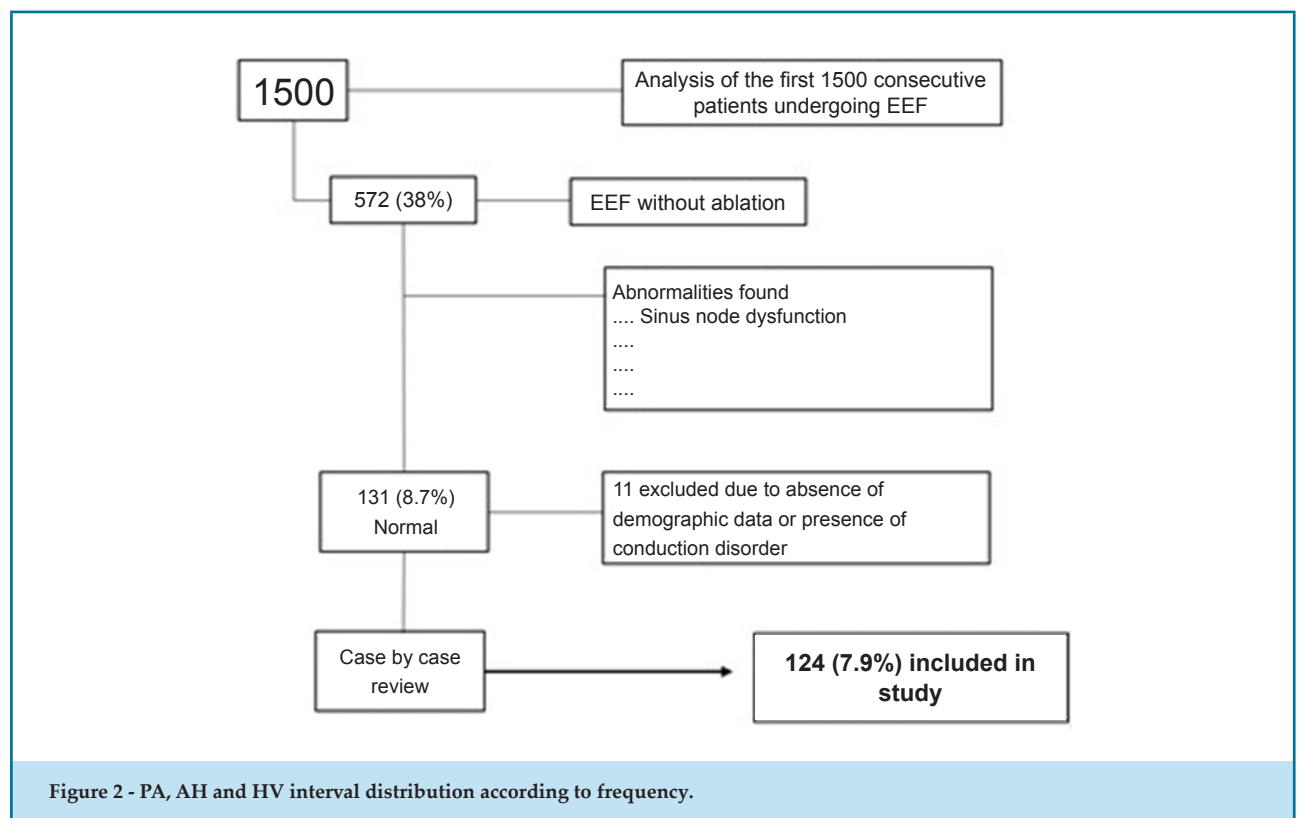 1500
Analysis of the first 1500 consecutive
patients undergoing EEF
572 (38%)
EEF without ablation
Abnormalities found
.... Sinus node dysfunction
....
....
....
131 (8.7%)
Normal
11 excluded due to absence of
demographic data or presence of
conduction disorder
Case by case
review
124 (7.9%) included in
study
Figure 2 - PA, AH and HV interval distribution according to frequency.